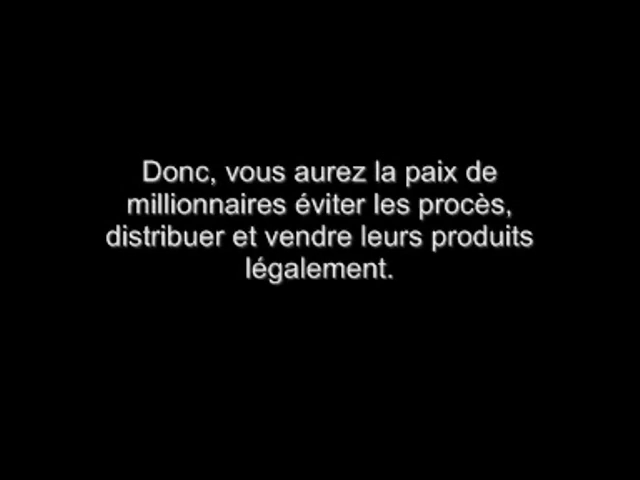 Donc, vous aurez la paix de
millionnaires éviter les procès,
distribuer et vendre leurs produits
légalement.